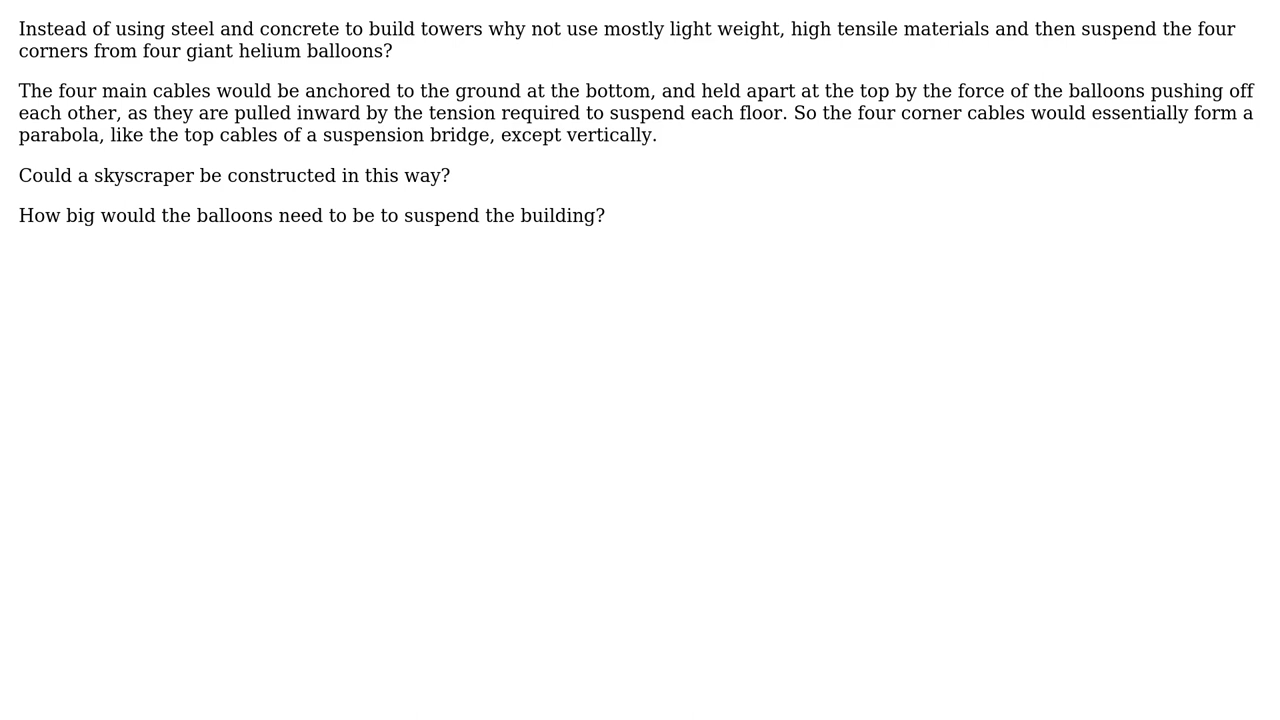 Instead of using steel and concrete to build towers why not use mostly light weight, high tensile materials and then suspend the four
corners from four giant helium balloons?
The four main cables would be anchored to the ground at the bottom, and held apart at the top by the force of the balloons pushing off
each other, as they are pulled inward by the tension required to suspend each floor. So the four corner cables would essentially form a
parabola, like the top cables of a suspension bridge, except vertically.
Could a skyscraper be constructed in this way?
How big would the balloons need to be to suspend the building?